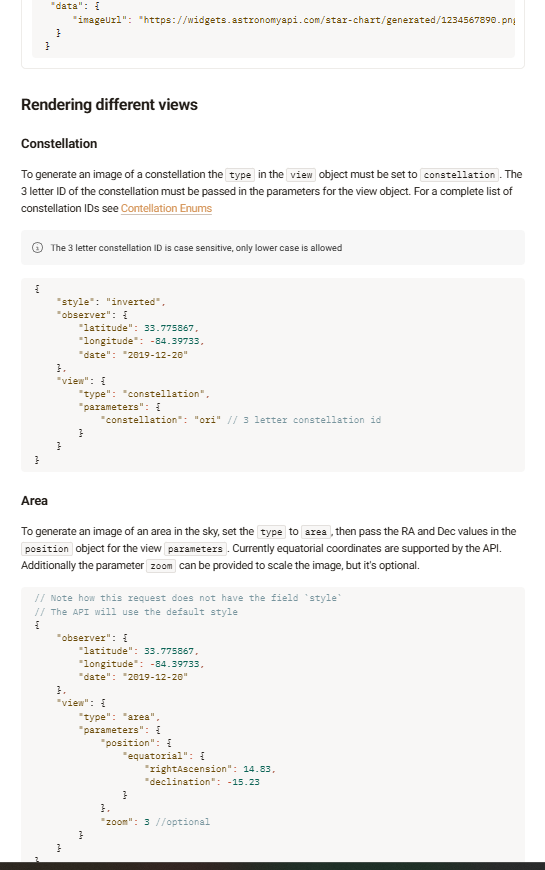 "data": {
"imageUrl": "https://widgets.astronomyapi.com/star-chart/generated/1234567890.png
}
}
Rendering different views
Constellation
To generate an image of a constellation the type in the view object must be set to constellation. The
3 letter ID of the constellation must be passed in the parameters for the view object. For a complete list of
constellation IDs see Contellation Enums
The 3 letter constellation ID is case sensitive, only lower case is allowed
{
"style": "inverted",
"observer": {
"latitude": 33.775867,
"longitude": -84.39733,
"date": "2019-12-20"
},
"view": {
"type": "constellation",
"parameters": {
"constellation": "ori" // 3 letter constellation id
}
}
}
Area
To generate an image of an area in the sky, set the type to area, then pass the RA and Dec values in the
position object for the view parameters. Currently equatorial coordinates are supported by the API.
Additionally the parameter zoom can be provided to scale the image, but it's optional.
// Note how this request does not have the field `style`
// The API will use the default style
{
"observer": {
"latitude": 33.775867,
"longitude": -84.39733,
"date": "2019-12-20"
},
"view": {
"type": "area",
"parameters": {
"position": {
"equatorial": {
"rightAscension": 14.83,
"declination": -15.23
}
},
"zoom": 3 //optional
}
}
}